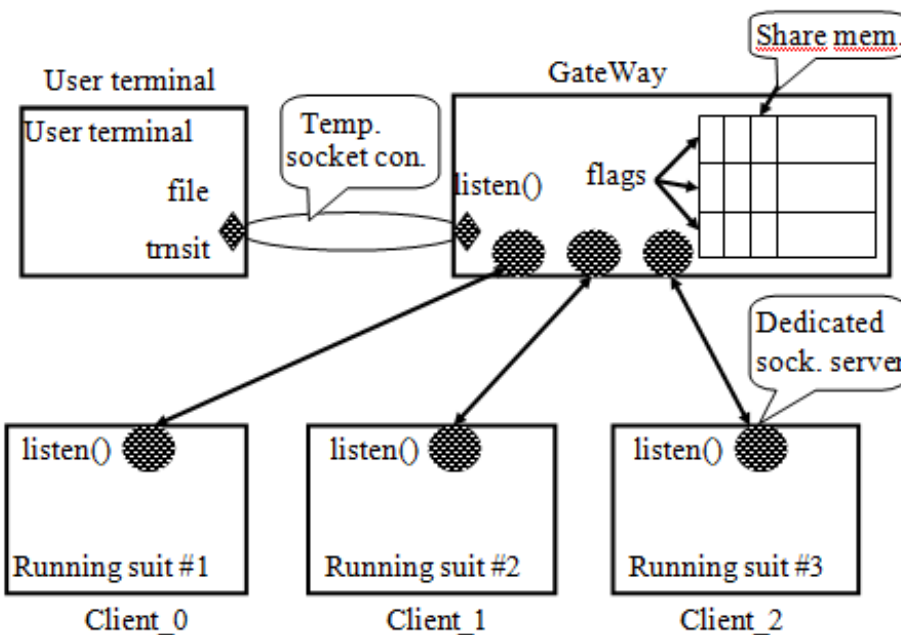 Share mem.
User terminal
GateWay
User terminal
Temp.
socket con.
file
listen()
flags
trnsit
Dedicated
sock. server
listen()
listen()
listen()
Running suit #1
Running suit #2
Running suit #3
Client_0
Client_1
Client_2